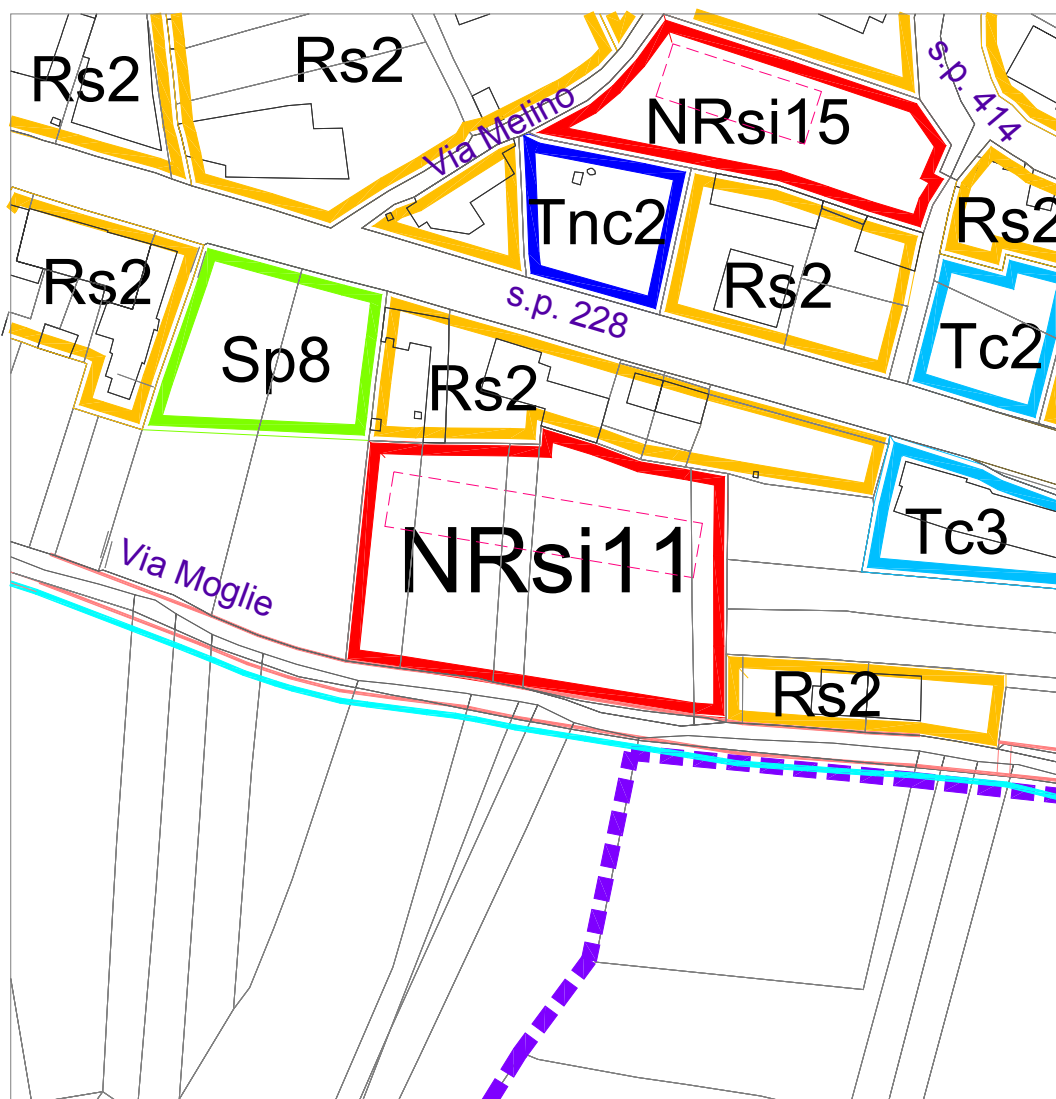 Rs2
Rs2
s.p. 414
Via Melino
NRsi15
Tnc2
Rs2
Rs2
Rs2
s.p. 228
Sp8
Rs2
Tc2
NRsi11
Tc3
Via Moglie
Rs2